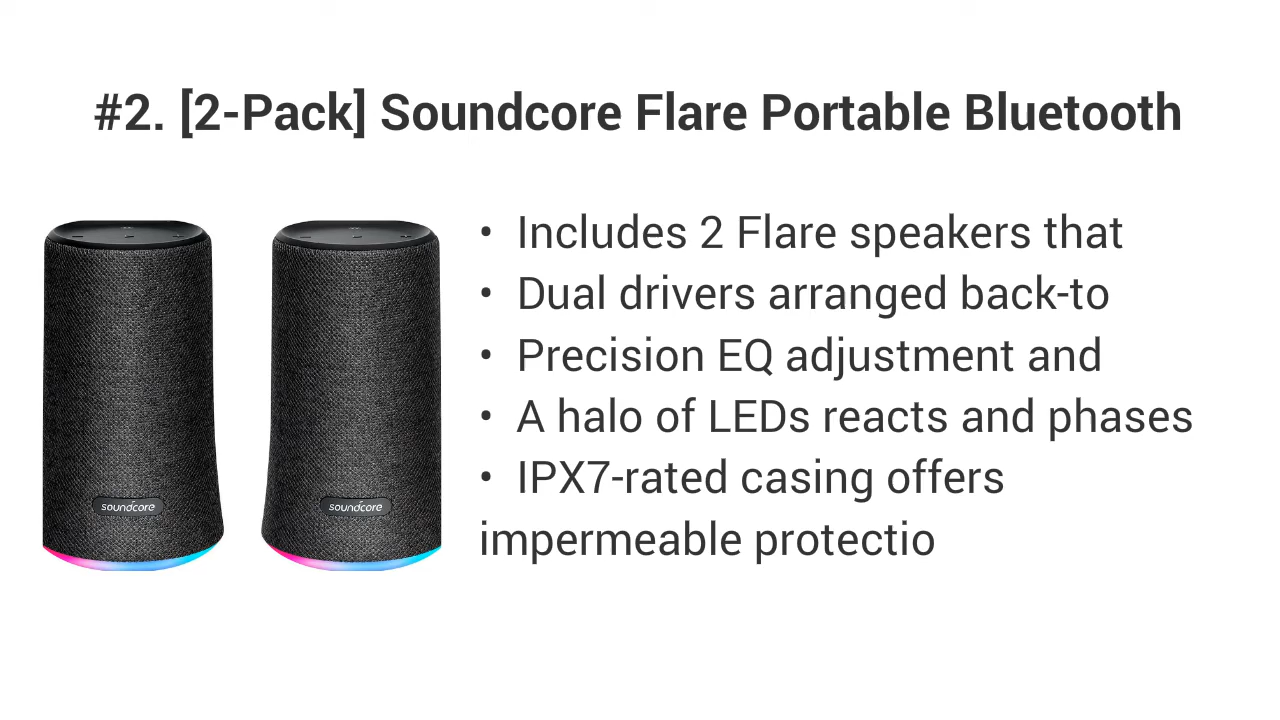 #2. [2-Pack] Soundcore Flare Portable Bluetooth
• Includes 2 Flare speakers that
• Dual drivers arranged back-to
• Precision EQ adjustment and
• A halo of LEDs reacts and phases
• IPX7-rated casing offers
impermeable protectio
soundcore
soundcore